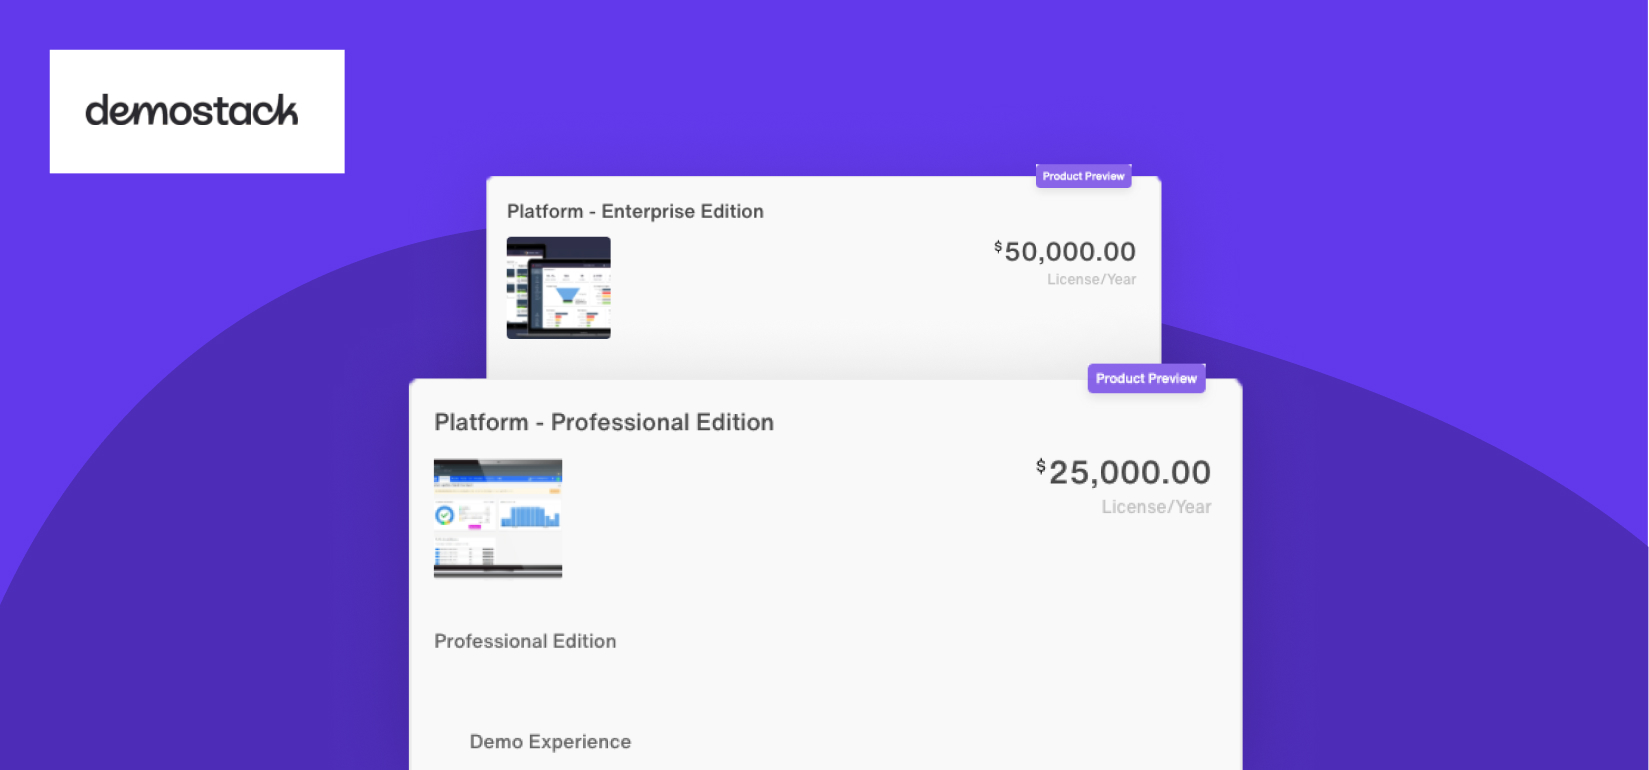 demostack
Product Preview
Platform - Enterprise Edition
$50,000.00
License/Year
Product Preview
Platform - Professional Edition
$25,000.00
License/Year
Professional Edition
Demo Experience